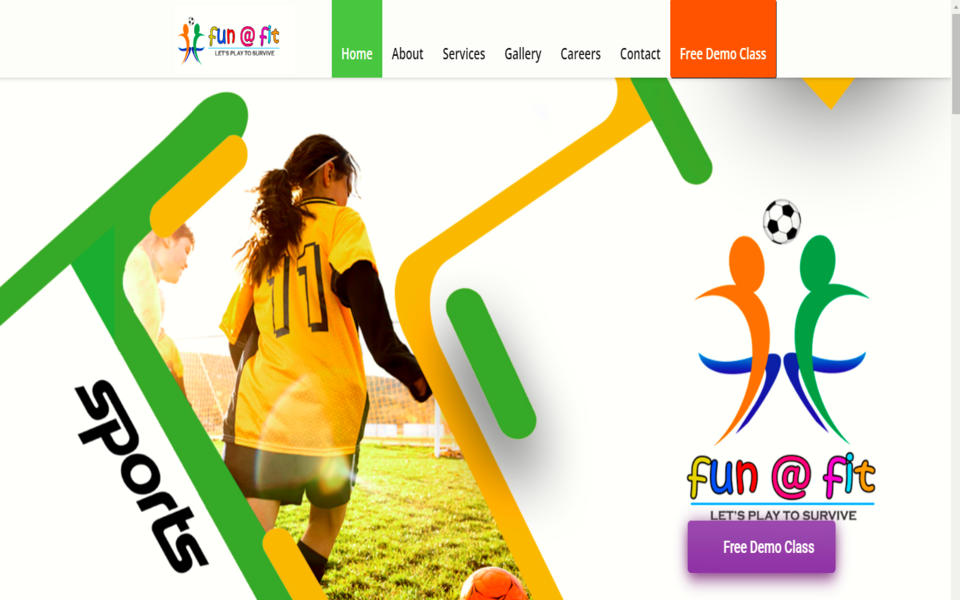 fun @ fit
LET'S PLAY TO SURVIVE
Home
About
Services
Gallery
Careers
Contact
Free Demo Class
11
sports
fun @ fit
LET'S PLAY TO SURVIVE
Free Demo Class